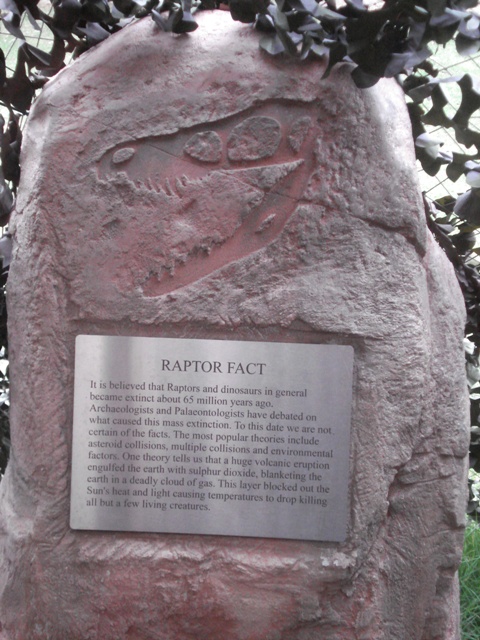 RAPTOR FACT
It is believed that Raptors and dinosaurs in general
became extinct about 65 million years ago.
Archaeologists and Palaeontologists have debated on
what caused this mass extinction. To this date we are not
certain of the facts. The most popular theories include
asteroid collisions, multiple collisions and environmental
factors. One theory tells us that a huge volcanic eruption
engulfed the earth with sulphur dioxide, blanketing the
earth in a deadly cloud of gas. This layer blocked out the
Sun's heat and light causing temperatures to drop killing
all but a few living creatures.